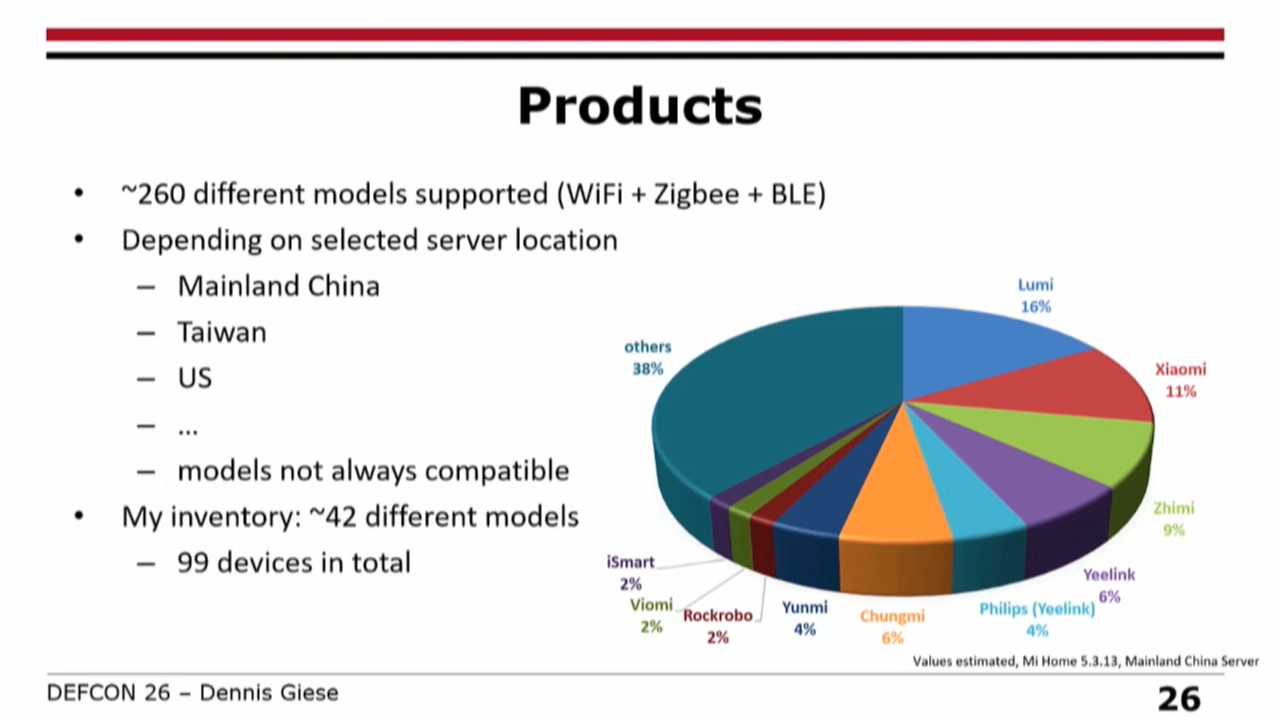 Products
• ~260 different models supported (WiFi + Zigbee + BLE)
• Depending on selected server location
– Mainland China
– Taiwan
– US
– ...
– models not always compatible
• My inventory: ~42 different models
– 99 devices in total
Lumi
16%
Xiaomi
11%
Zhimi
9%
Yeelink
6%
Philips (Yeelink)
4%
Chungmi
6%
Yunmi
4%
Rockrobo
2%
Viomi
2%
iSmart
2%
others
38%
Values estimated, Mi Home 5.3.13, Mainland China Server
DEFCON 26 – Dennis Giese
26